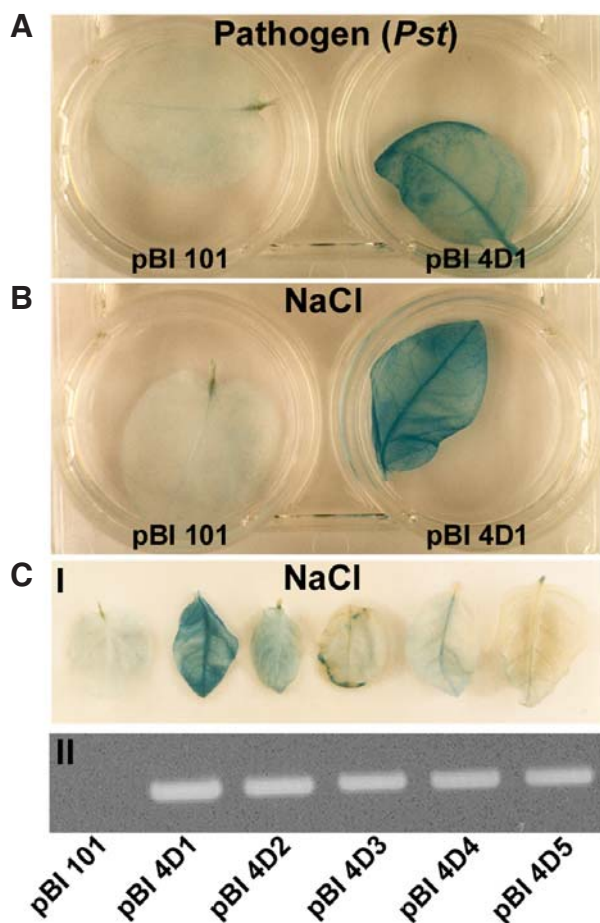 A
Pathogen (Pst)
pBI 101
pBI 4D1
B
NaCl
pBI 101
pBI 4D1
C
I
NaCl
II
pBI 101
pBI 4D1
pBI 4D2
pBI 4D3
pBI 4D4
pBI 4D5